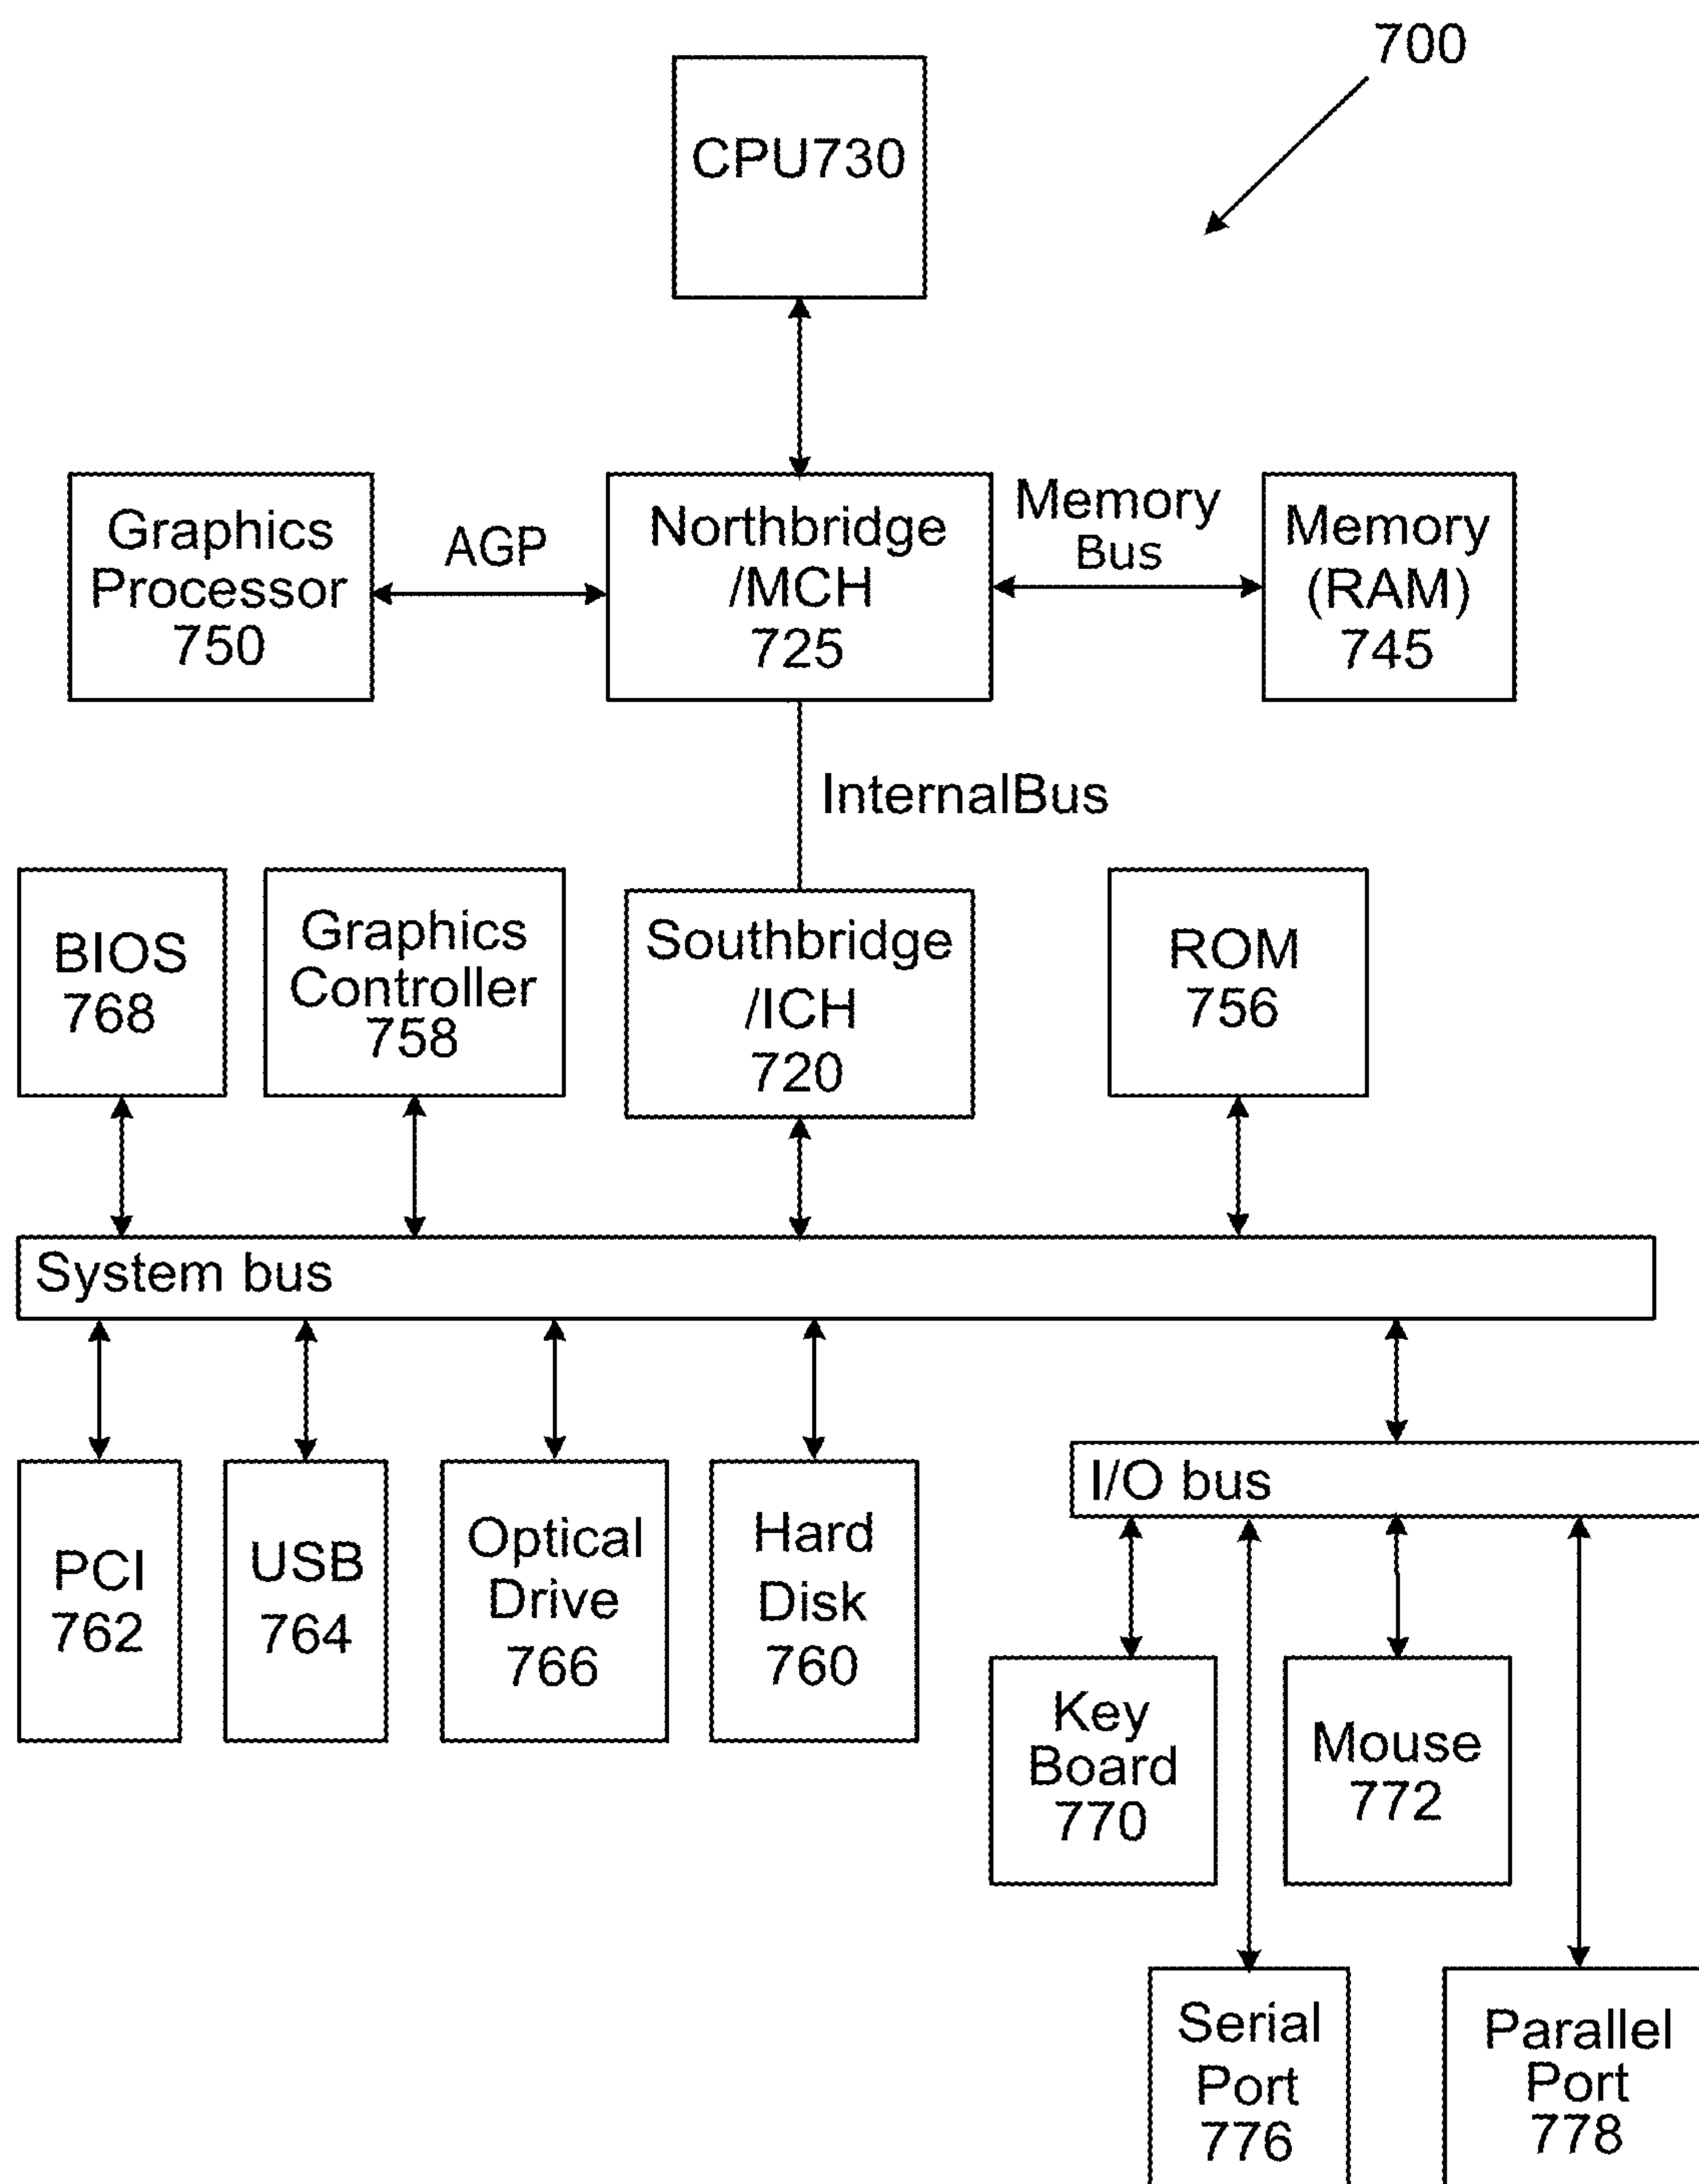 700
CPU730
Graphics
Processor
750
AGP
Northbridge
/MCH
725
Memory
Bus
Memory
(RAM)
745
InternalBus
BIOS
768
Graphics
Controller
758
Southbridge
/ICH
720
ROM
756
System bus
PCI
762
USB
764
Optical
Drive
766
Hard
Disk
760
I/O bus
Key
Board
770
Mouse
772
Serial
Port
776
Parallel
Port
778